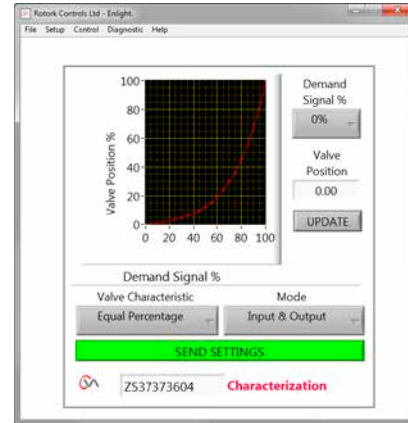 Rotork Controls Ltd - Enlight.
File Setup Control Diagnostic Help
100
80
60
40
20
0
Valve Position %
0 20 40 60 80 100
Demand Signal %
Demand
Signal %
0%
Valve
Position
0.00
UPDATE
Valve Characteristic
Equal Percentage
Mode
Input & Output
SEND SETTINGS
ZS37373604
Characterization